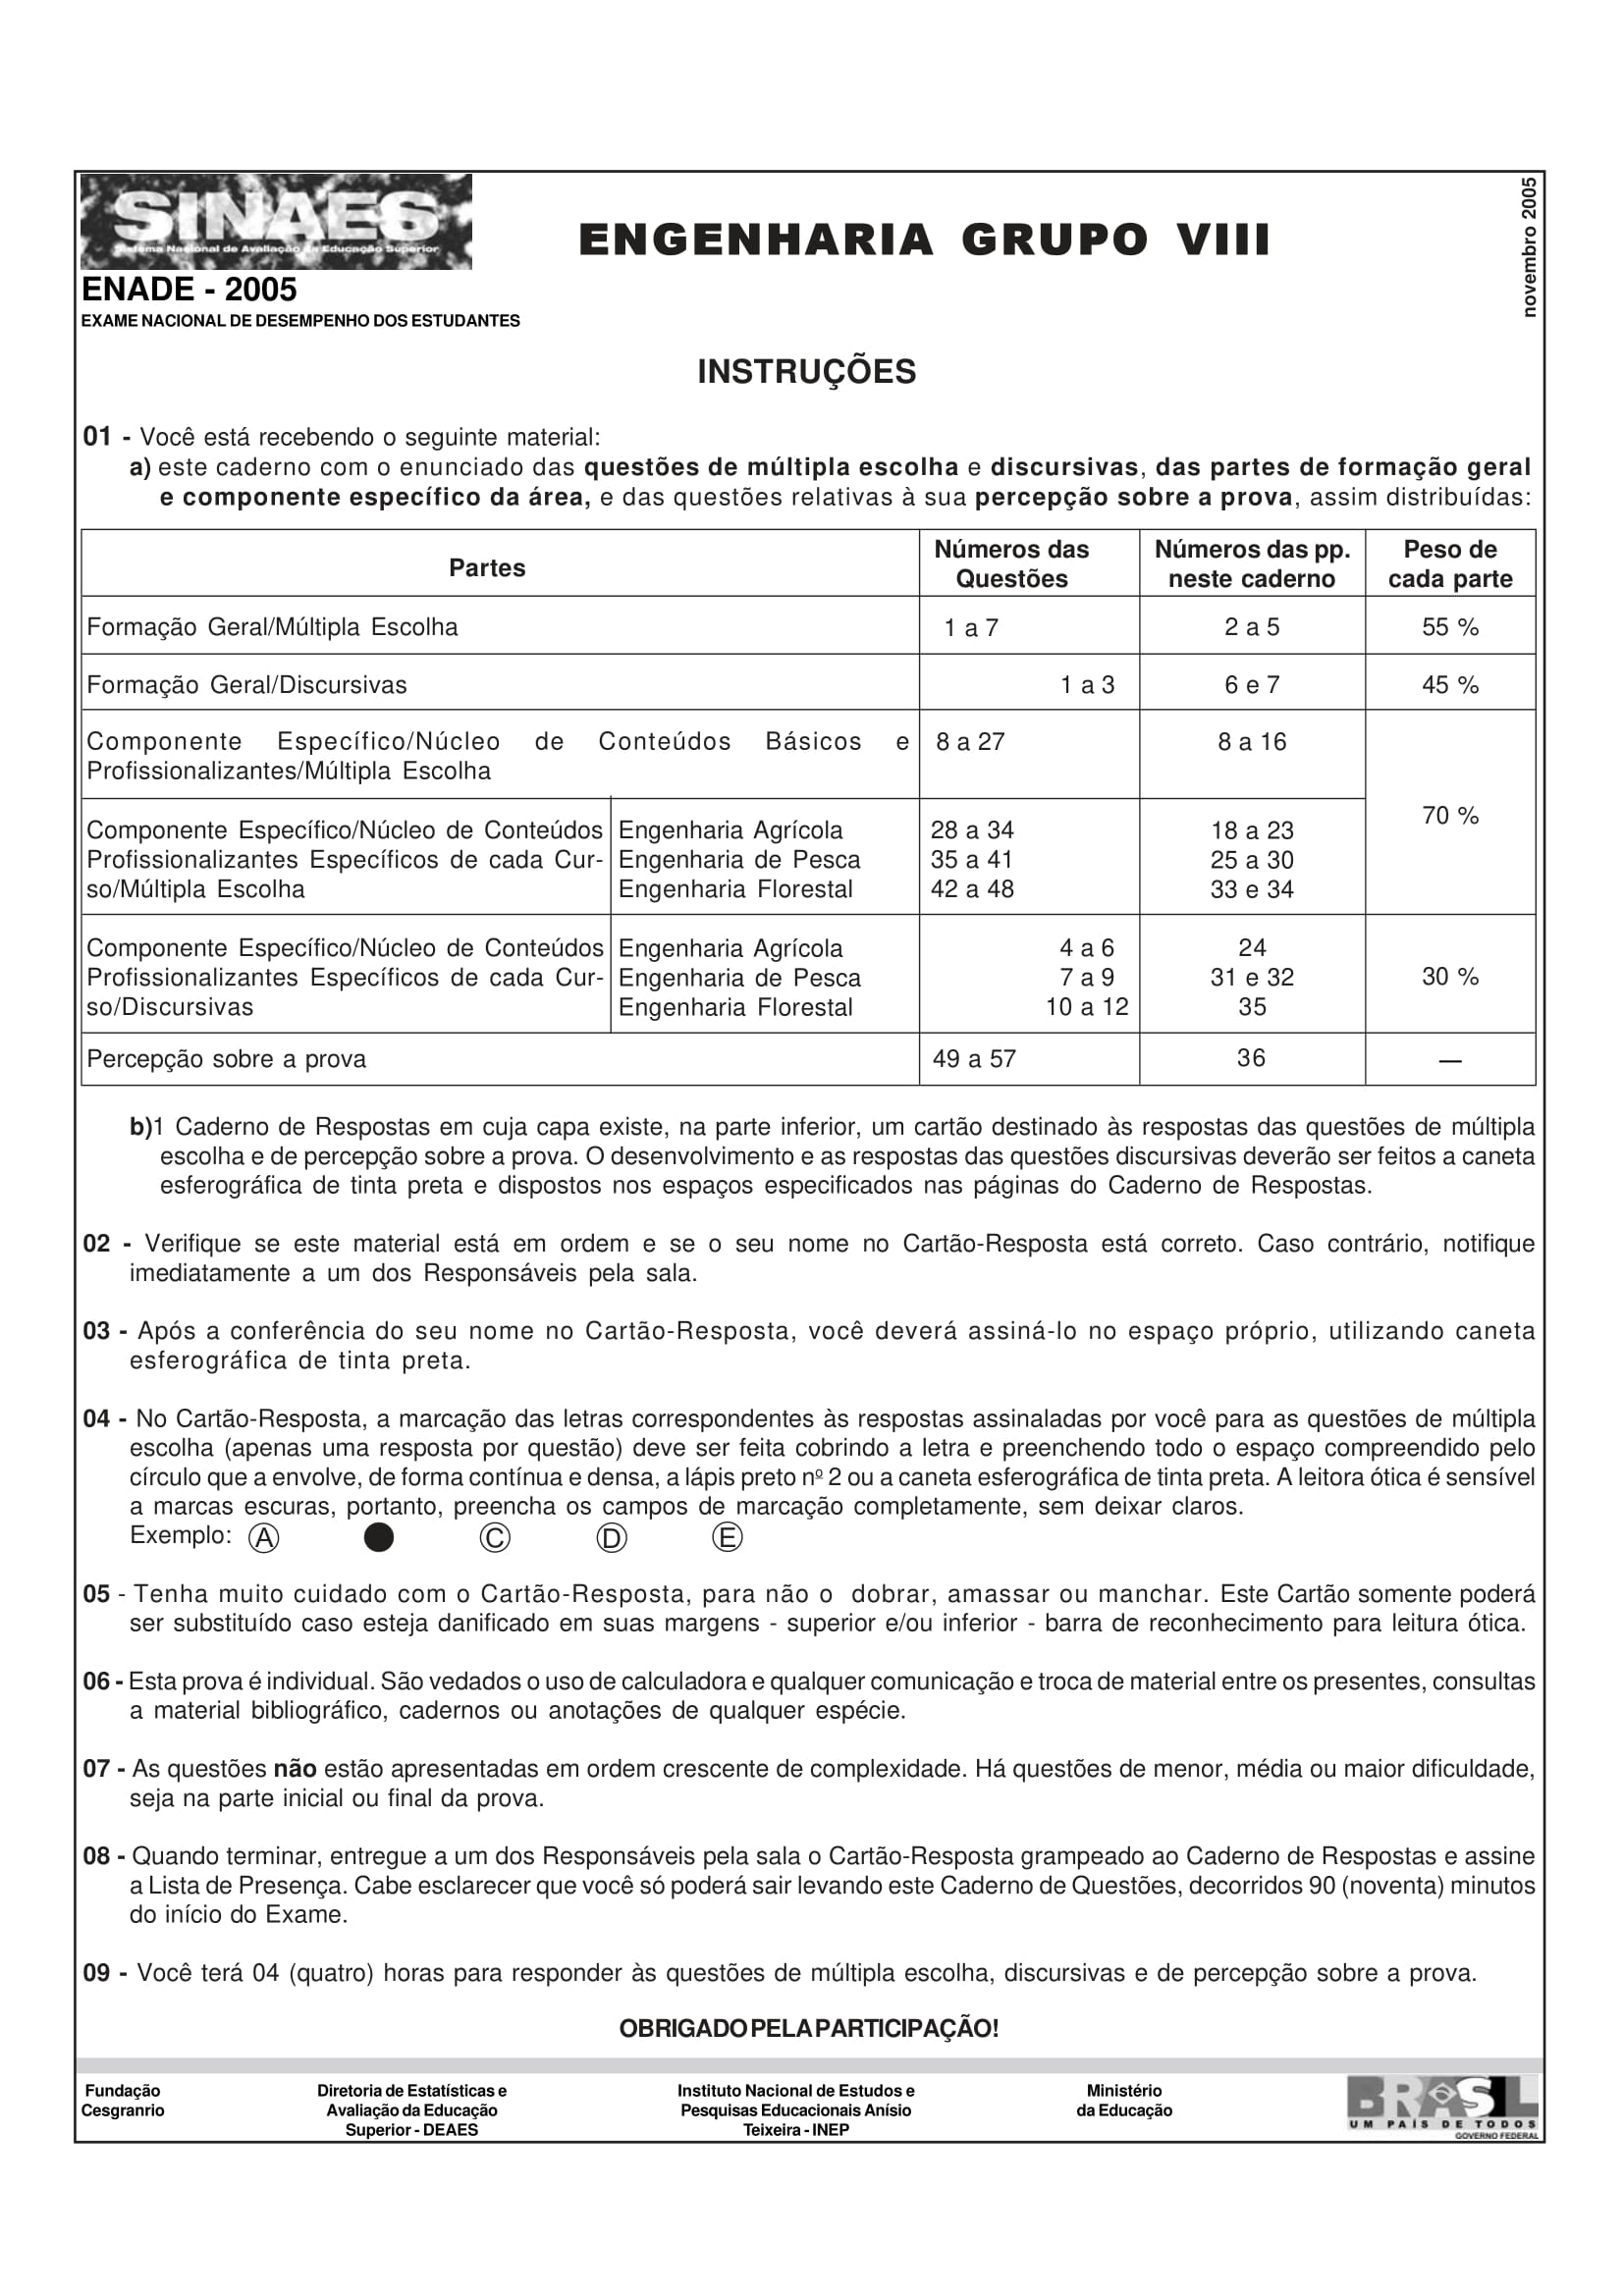 SINAES
Sistema Nacional de Avaliação da Educação Superior
ENGENHARIA GRUPO VIII
novembro 2005
ENADE - 2005
EXAME NACIONAL DE DESEMPENHO DOS ESTUDANTES
INSTRUÇÕES
01 - Você está recebendo o seguinte material:
a) este caderno com o enunciado das questões de múltipla escolha e discursivas, das partes de formação geral
e componente específico da área, e das questões relativas à sua percepção sobre a prova, assim distribuídas:
Partes
Números das
Questões
Números das pp.
neste caderno
Peso de
cada parte
Formação Geral/Múltipla Escolha 1 a 7 2 a 5 55 %
Formação Geral/Discursivas 1 a 3 6 e 7 45 %
Componente Específico/Núcleo de Conteúdos Básicos e 8 a 27 8 a 16
Profissionalizantes/Múltipla Escolha
70 %
Componente Específico/Núcleo de Conteúdos Engenharia Agrícola 28 a 34 18 a 23
Profissionalizantes Específicos de cada Cur- Engenharia de Pesca 35 a 41 25 a 30
so/Múltipla Escolha Engenharia Florestal 42 a 48 33 e 34
Componente Específico/Núcleo de Conteúdos Engenharia Agrícola 4 a 6 24
Profissionalizantes Específicos de cada Cur- Engenharia de Pesca 7 a 9 31 e 32 30 %
so/Discursivas Engenharia Florestal 10 a 12 35
Percepção sobre a prova 49 a 57 36 —
b)1 Caderno de Respostas em cuja capa existe, na parte inferior, um cartão destinado às respostas das questões de múltipla
escolha e de percepção sobre a prova. O desenvolvimento e as respostas das questões discursivas deverão ser feitos a caneta
esferográfica de tinta preta e dispostos nos espaços especificados nas páginas do Caderno de Respostas.
02 - Verifique se este material está em ordem e se o seu nome no Cartão-Resposta está correto. Caso contrário, notifique
imediatamente a um dos Responsáveis pela sala.
03 - Após a conferência do seu nome no Cartão-Resposta, você deverá assiná-lo no espaço próprio, utilizando caneta
esferográfica de tinta preta.
04 - No Cartão-Resposta, a marcação das letras correspondentes às respostas assinaladas por você para as questões de múltipla
escolha (apenas uma resposta por questão) deve ser feita cobrindo a letra e preenchendo todo o espaço compreendido pelo
círculo que a envolve, de forma contínua e densa, a lápis preto nº 2 ou a caneta esferográfica de tinta preta. A leitora ótica é sensível
a marcas escuras, portanto, preencha os campos de marcação completamente, sem deixar claros.
Exemplo: Ⓐ ● Ⓒ Ⓓ Ⓔ
05 - Tenha muito cuidado com o Cartão-Resposta, para não o dobrar, amassar ou manchar. Este Cartão somente poderá
ser substituído caso esteja danificado em suas margens - superior e/ou inferior - barra de reconhecimento para leitura ótica.
06 - Esta prova é individual. São vedados o uso de calculadora e qualquer comunicação e troca de material entre os presentes, consultas
a material bibliográfico, cadernos ou anotações de qualquer espécie.
07 - As questões não estão apresentadas em ordem crescente de complexidade. Há questões de menor, média ou maior dificuldade,
seja na parte inicial ou final da prova.
08 - Quando terminar, entregue a um dos Responsáveis pela sala o Cartão-Resposta grampeado ao Caderno de Respostas e assine
a Lista de Presença. Cabe esclarecer que você só poderá sair levando este Caderno de Questões, decorridos 90 (noventa) minutos
do início do Exame.
09 - Você terá 04 (quatro) horas para responder às questões de múltipla escolha, discursivas e de percepção sobre a prova.
OBRIGADO PELA PARTICIPAÇÃO!
Fundação
Cesgranrio
Diretoria de Estatísticas e
Avaliação da Educação
Superior - DEAES
Instituto Nacional de Estudos e
Pesquisas Educacionais Anísio
Teixeira - INEP
Ministério
da Educação
BRASIL
UM PAÍS DE TODOS
GOVERNO FEDERAL